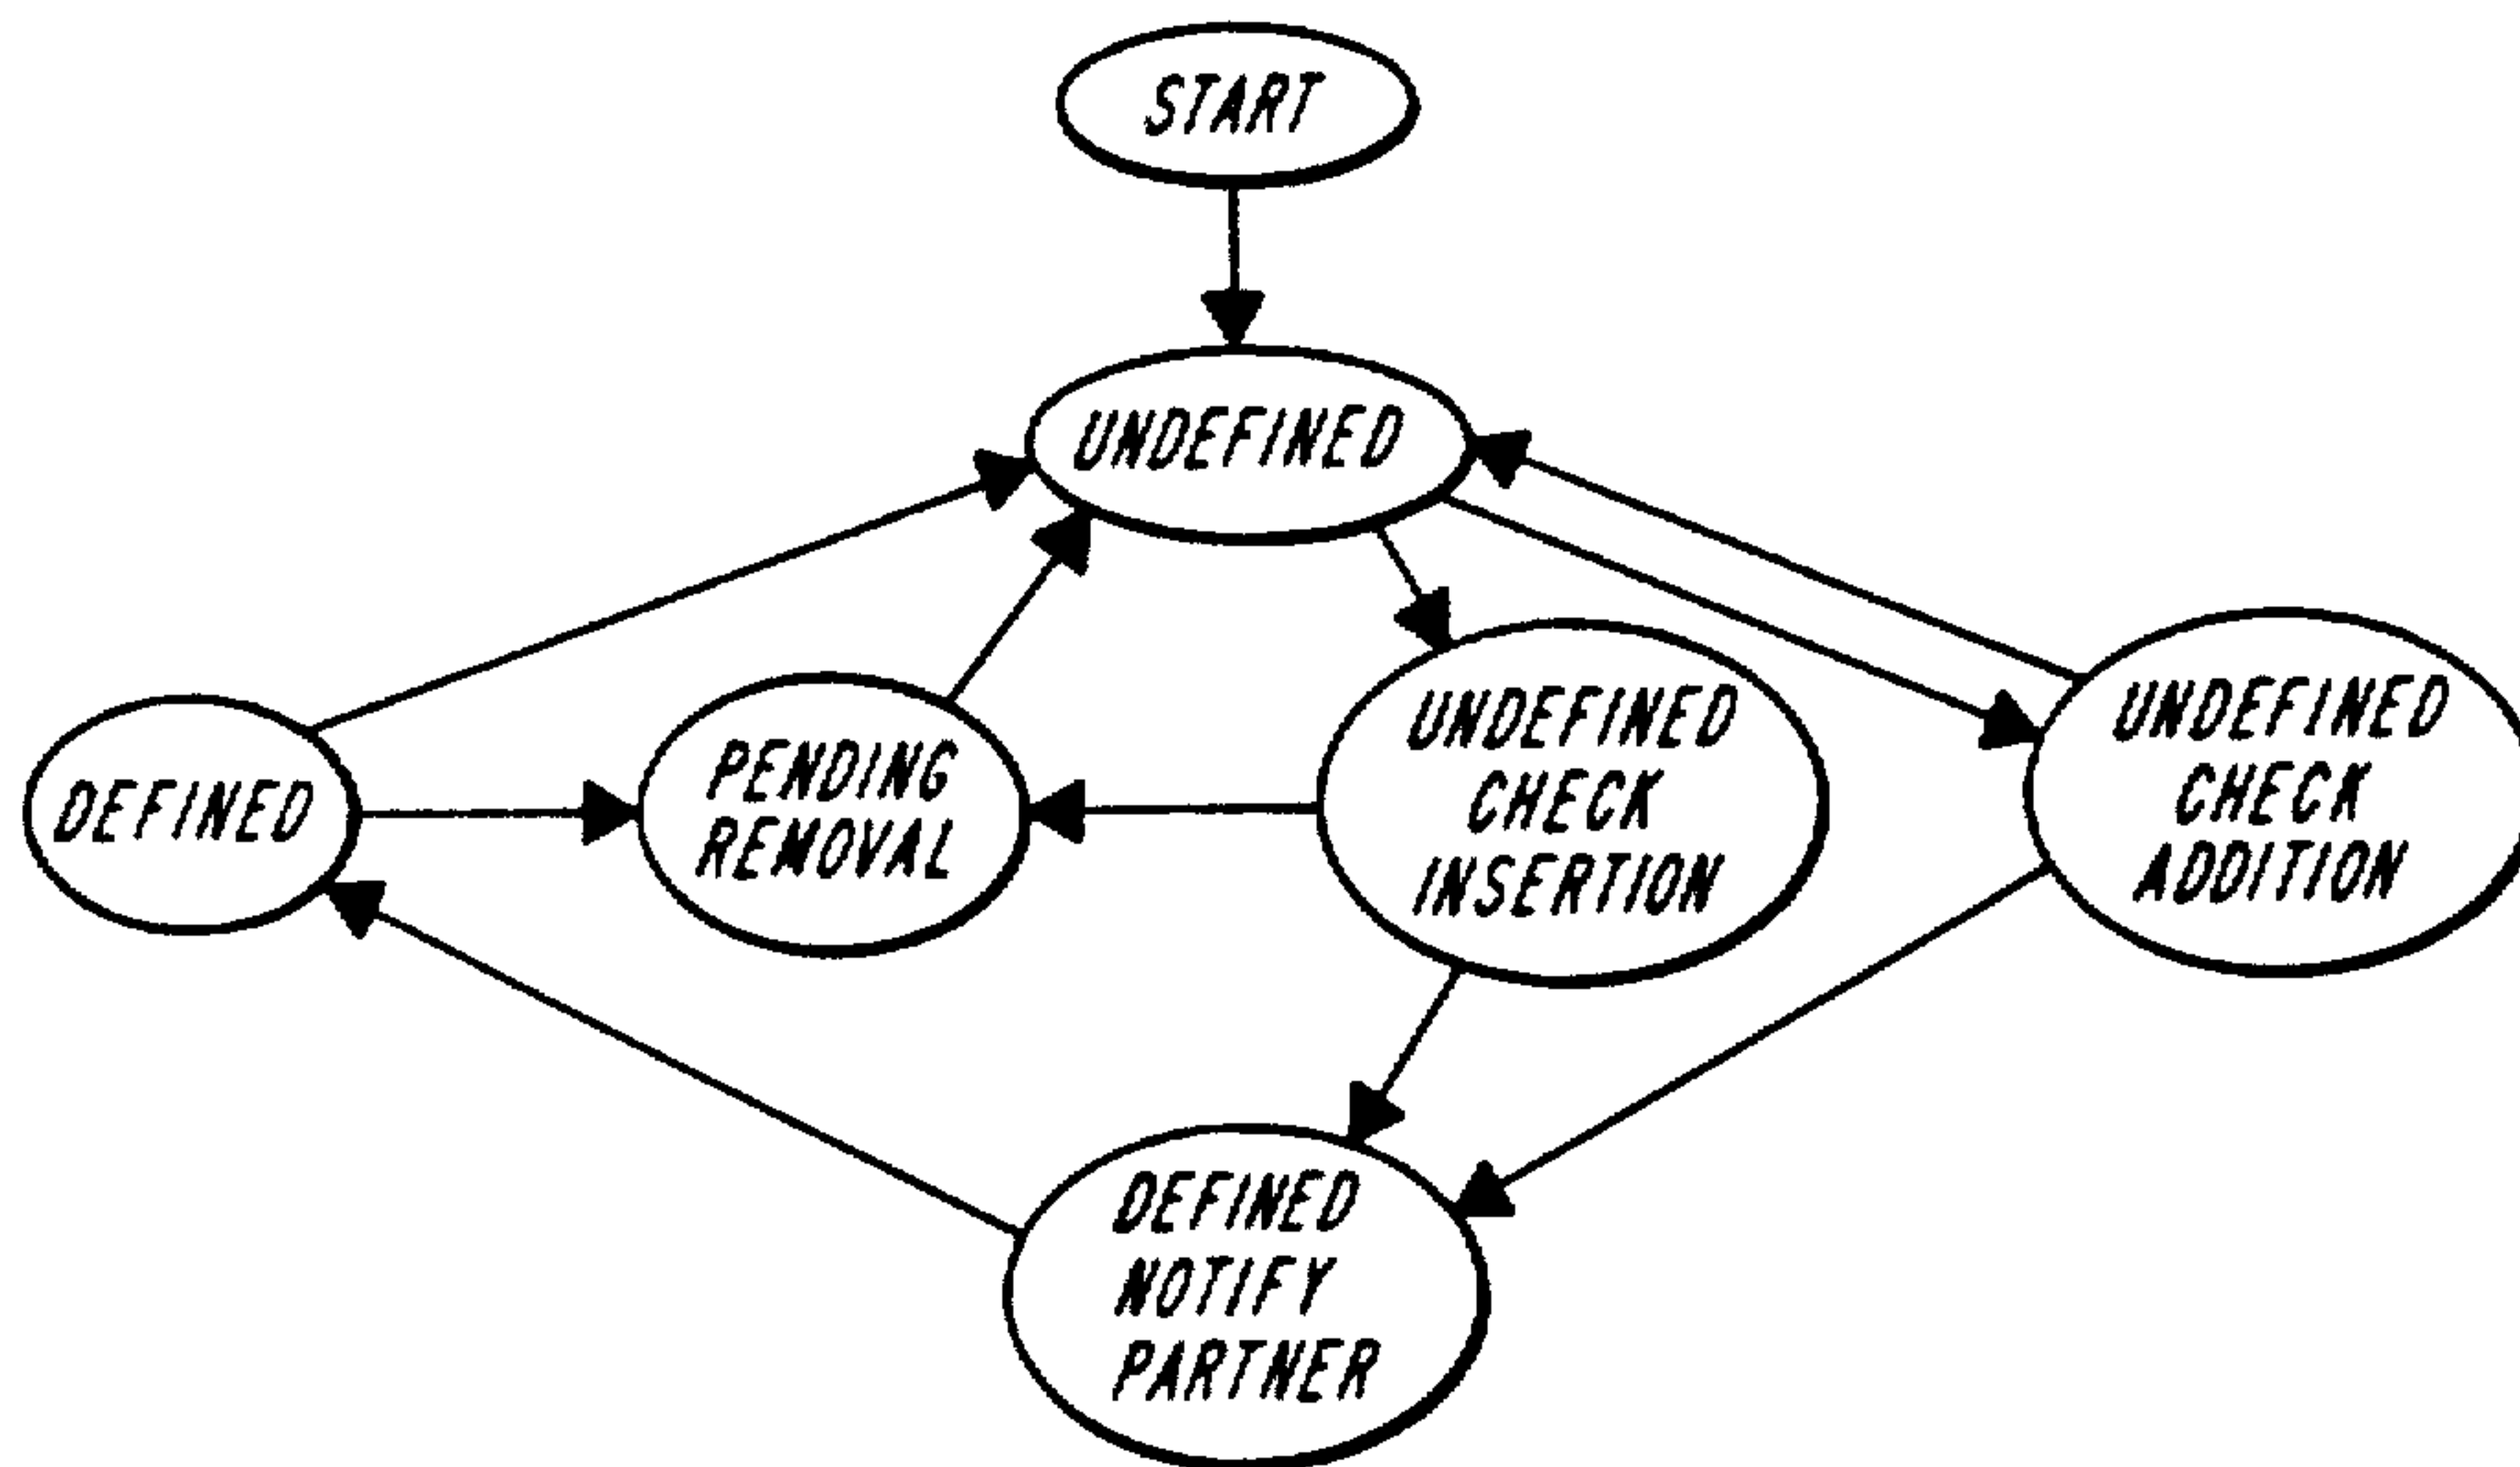 START
UNDEFINED
DEFINED
PENDING
REMOVAL
UNDEFINED
CHECK
INSERTION
UNDEFINED
CHECK
ADDITION
DEFINED
NOTIFY
PARTNER